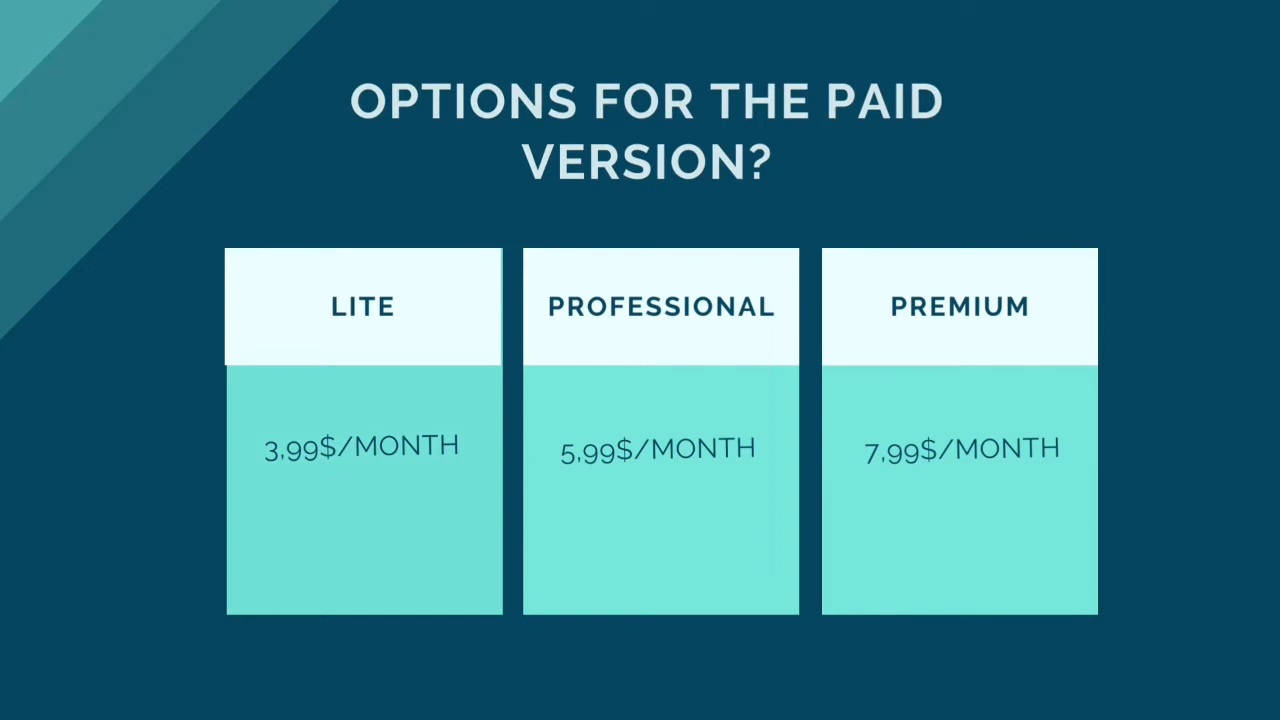 OPTIONS FOR THE PAID
VERSION?
LITE
PROFESSIONAL
PREMIUM
3,99$/MONTH
5,99$/MONTH
7,99$/MONTH